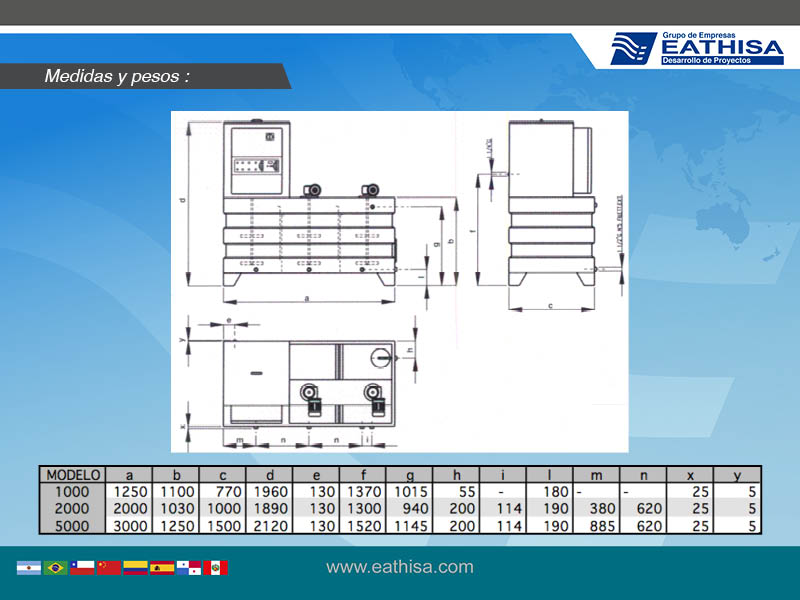 Grupo de Empresas
EATHISA
Desarrollo de Proyectos
Medidas y pesos :
d
f
g
b
l
a
c
e
y
h
x
m n n i
MODELO a b c d e f g h i l m n x y
1000 1250 1100 770 1960 130 1370 1015 55 - 180 - - 25 5
2000 2000 1030 1000 1890 130 1300 940 200 114 190 380 620 25 5
5000 3000 1250 1500 2120 130 1520 1145 200 114 190 885 620 25 5
www.eathisa.com